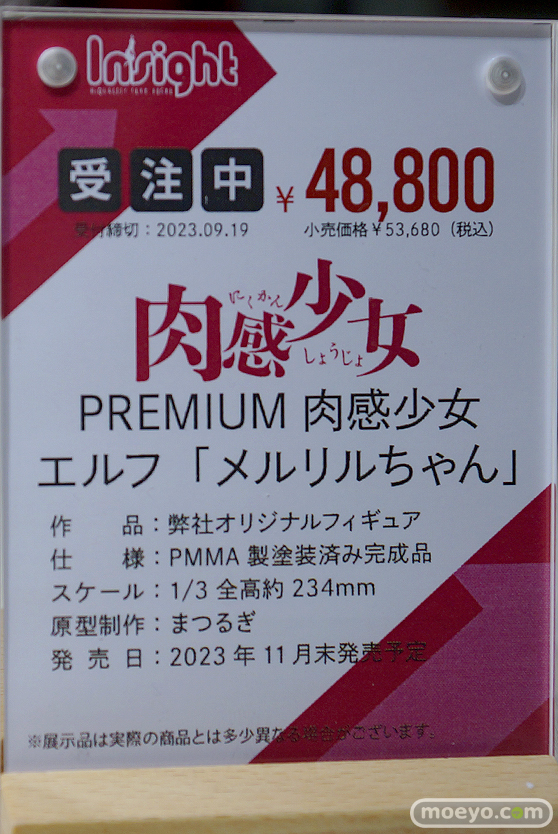 Insight
受注中 ¥48,800
受付締切：2023.09.19 小売価格¥53,680（税込）
肉感少女
にくかん しょうじょ
PREMIUM 肉感少女
エルフ「メルリルちゃん」
作　　品：弊社オリジナルフィギュア
仕　　様：PMMA 製塗装済み完成品
スケール：1/3 全高約 234mm
原型制作：まつるぎ
発 売 日：2023 年 11 月末発売予定
※展示品は実際の商品とは多少異なる場合がございます。
moeyo.com